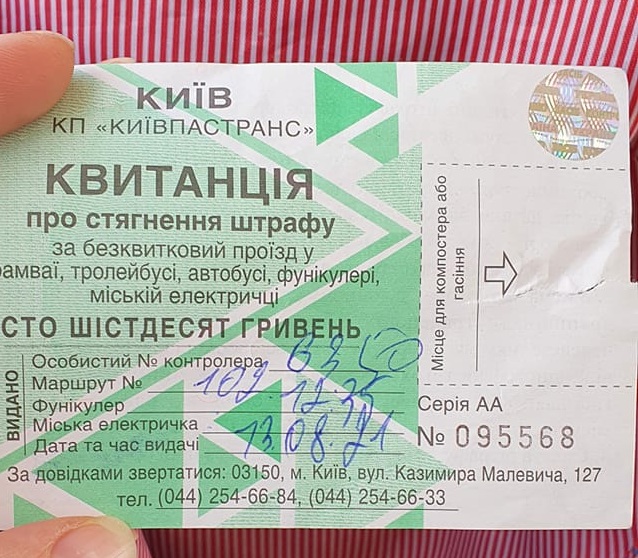 КИЇВ
КП «КИЇВПАСТРАНС»
КВИТАНЦІЯ
про стягнення штрафу
за безквитковий проїзд у
рамваї, тролейбусі, автобусі, фунікулері,
міській електричці
СТО ШІСТДЕСЯТ ГРИВЕНЬ
ВИДАНО
Особистий № контролера 6350
Маршрут № 102 12 35
Фунікулер
Міська електричка
Дата та час видачі 13.08.21
Місце для компостера або
гасіння
Серія АА
№ 095568
За довідками звертатися: 03150, м. Київ, вул. Казимира Малевича, 127
тел. (044) 254-66-84, (044) 254-66-33